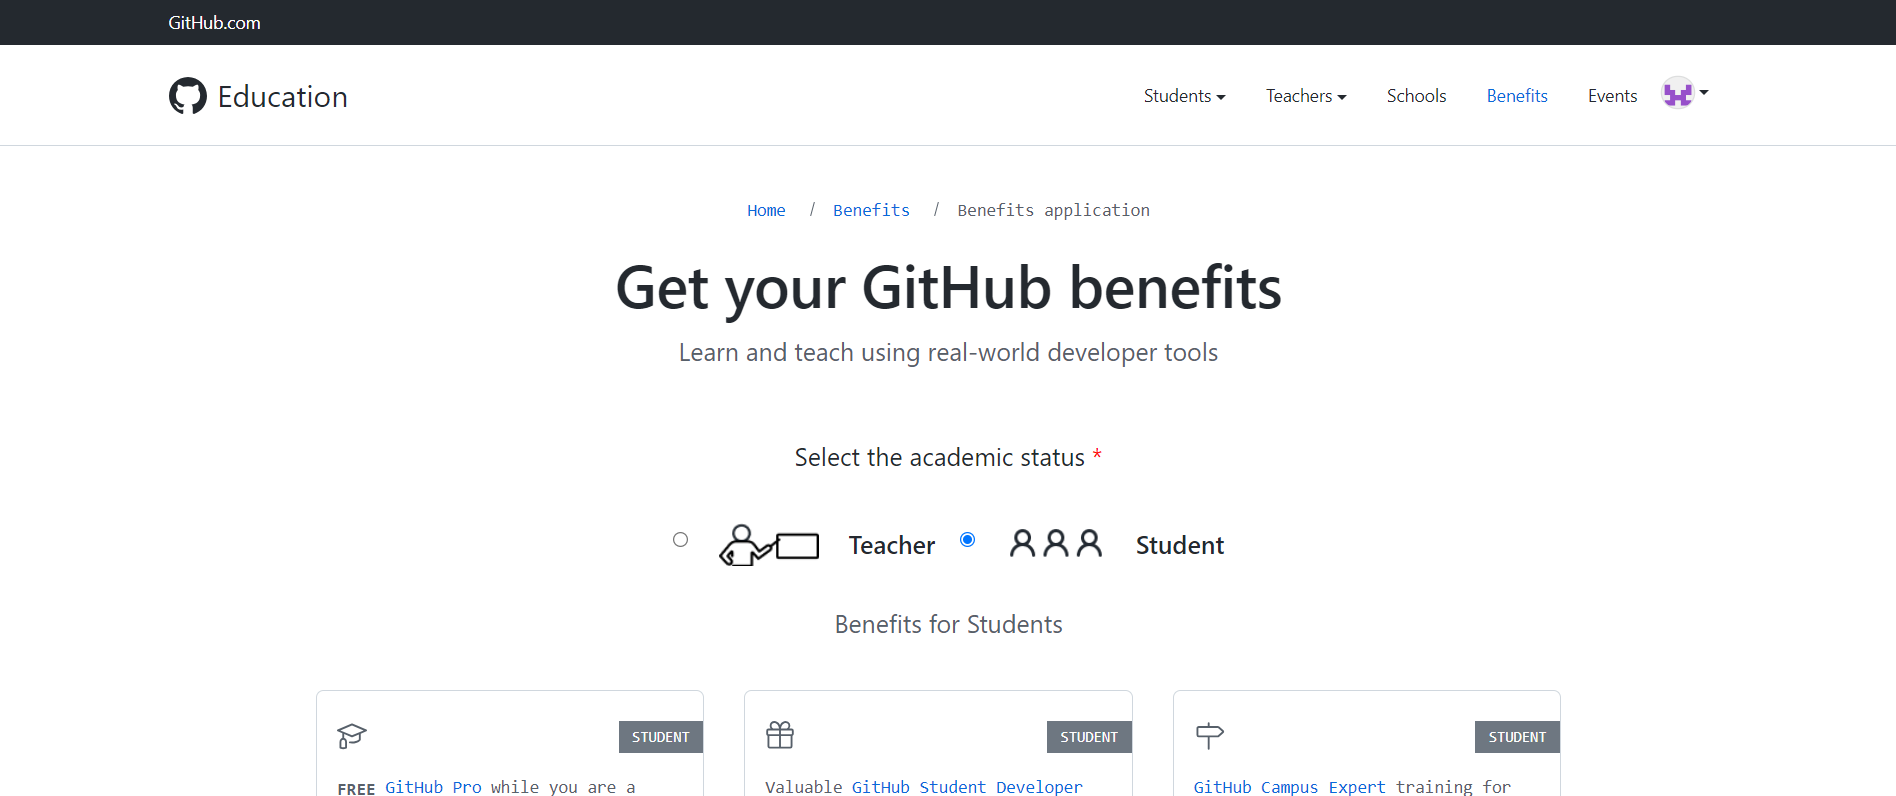 GitHub.com
Education
Students Teachers Schools Benefits Events
Home / Benefits / Benefits application
Get your GitHub benefits
Learn and teach using real-world developer tools
Select the academic status *
Teacher Student
Benefits for Students
STUDENT
FREE GitHub Pro while you are a
STUDENT
Valuable GitHub Student Developer
STUDENT
GitHub Campus Expert training for